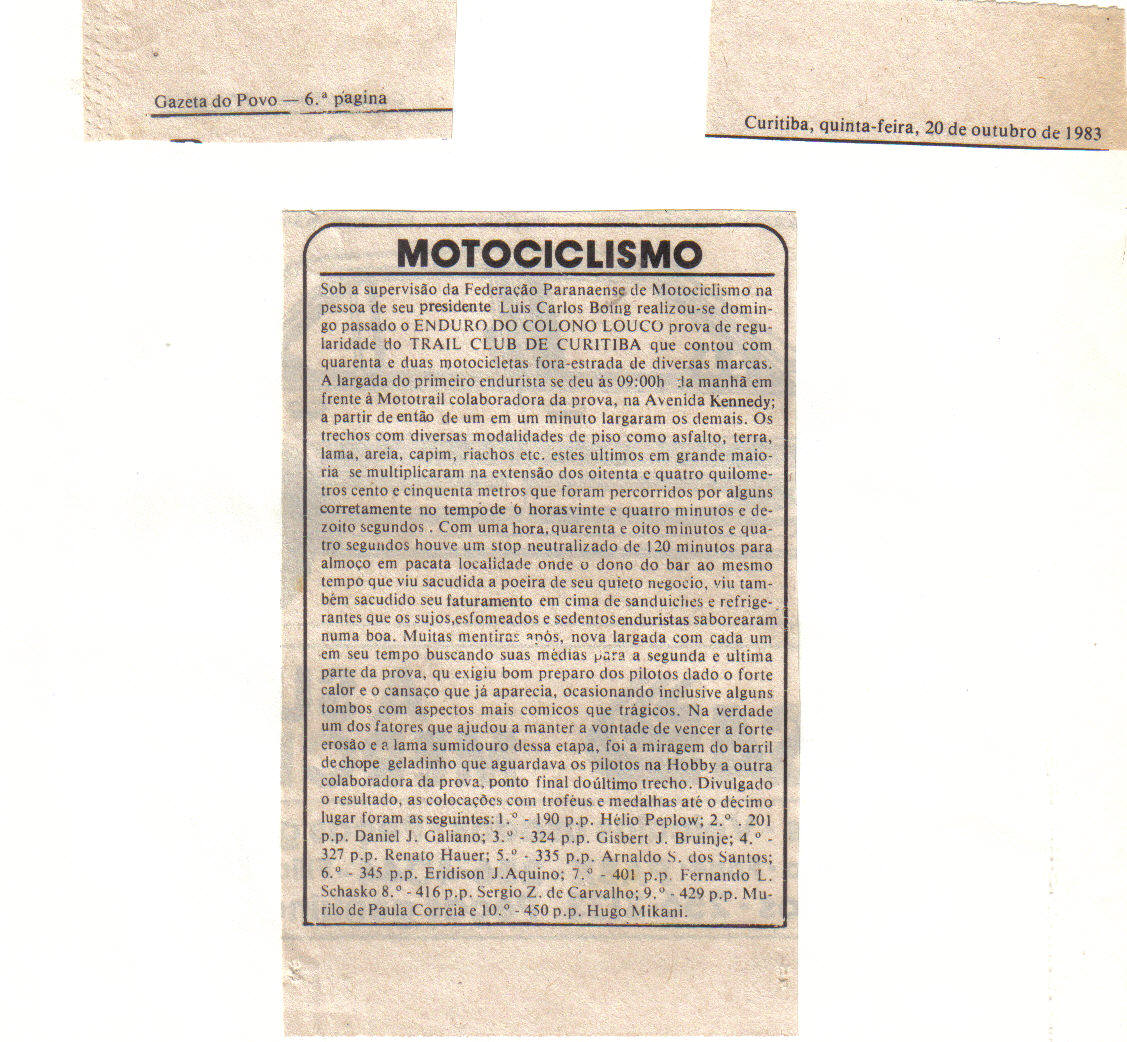 Gazeta do Povo — 6.ª pagina
Curitiba, quinta-feira, 20 de outubro de 1983
MOTOCICLISMO
Sob a supervisão da Federação Paranaense de Motociclismo na
pessoa de seu presidente Luis Carlos Boing realizou-se domin-
go passado o ENDURO DO COLONO LOUCO prova de regu-
laridade do TRAIL CLUB DE CURITIBA que contou com
quarenta e duas motocicletas fora-estrada de diversas marcas.
A largada do primeiro endurista se deu às 09:00h da manhã em
frente à Mototrail colaboradora da prova, na Avenida Kennedy;
a partir de então de um em um minuto largaram os demais. Os
trechos com diversas modalidades de piso como asfalto, terra,
lama, areia, capim, riachos etc. estes ultimos em grande maio-
ria se multiplicaram na extensão dos oitenta e quatro quilome-
tros cento e cinquenta metros que foram percorridos por alguns
corretamente no tempo de 6 horas vinte e quatro minutos e de-
zoito segundos . Com uma hora, quarenta e oito minutos e qua-
tro segundos houve um stop neutralizado de 120 minutos para
almoço em pacata localidade onde o dono do bar ao mesmo
tempo que viu sacudida a poeira de seu quieto negocio, viu tam-
bém sacudido seu faturamento em cima de sanduiches e refrige-
rantes que os sujos,esfomeados e sedentos enduristas saborearam
numa boa. Muitas mentiras após, nova largada com cada um
em seu tempo buscando suas médias para a segunda e ultima
parte da prova, qu exigiu bom preparo dos pilotos dado o forte
calor e o cansaço que já aparecia, ocasionando inclusive alguns
tombos com aspectos mais comicos que trágicos. Na verdade
um dos fatores que ajudou a manter a vontade de vencer a forte
erosão e a lama sumidouro dessa etapa, foi a miragem do barril
de chope geladinho que aguardava os pilotos na Hobby a outra
colaboradora da prova, ponto final do último trecho. Divulgado
o resultado, as colocações com troféus e medalhas até o décimo
lugar foram as seguintes: 1.º - 190 p.p. Hélio Peplow; 2.º . 201
p.p. Daniel J. Galiano; 3.º - 324 p.p. Gisbert J. Bruinje; 4.º -
327 p.p. Renato Hauer; 5.º - 335 p.p. Arnaldo S. dos Santos;
6.º - 345 p.p. Eridison J.Aquino; 7.º - 401 p.p. Fernando L.
Schasko 8.º - 416 p.p. Sergio Z. de Carvalho; 9.º - 429 p.p. Mu-
rilo de Paula Correia e 10.º - 450 p.p. Hugo Mikani.